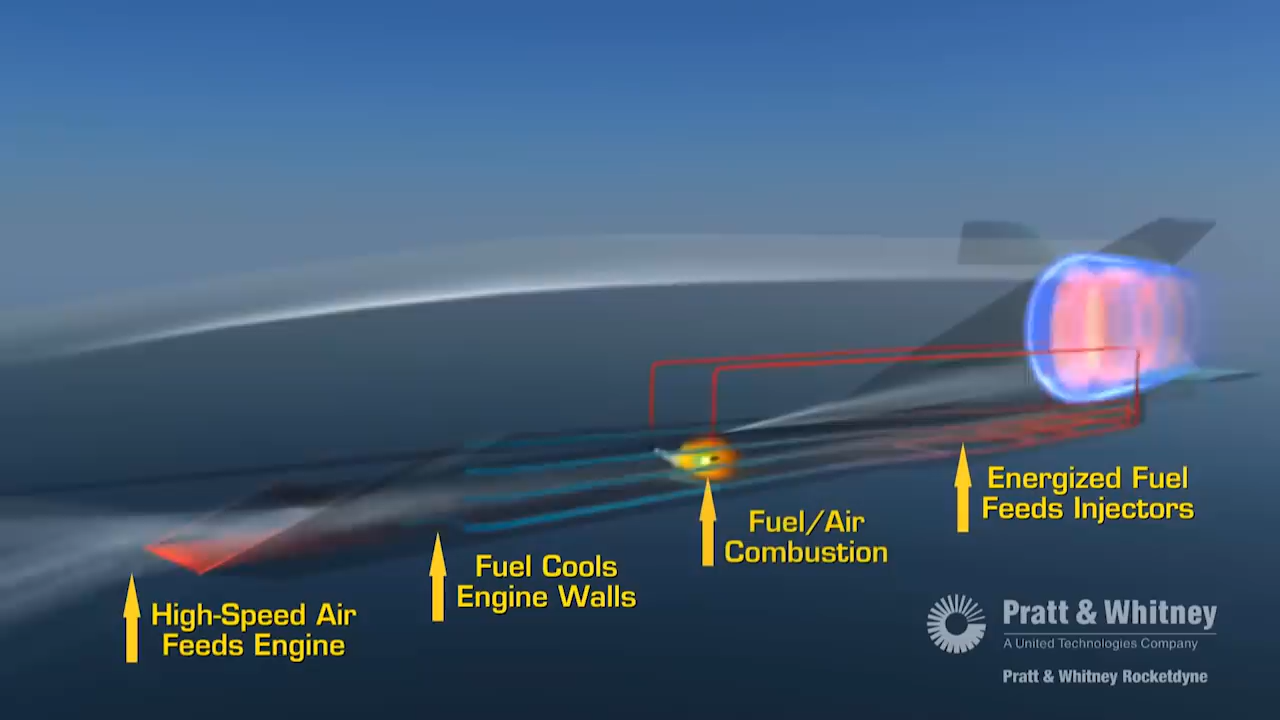 High-Speed Air
Feeds Engine
Fuel Cools
Engine Walls
Fuel/Air
Combustion
Energized Fuel
Feeds Injectors
Pratt & Whitney
A United Technologies Company
Pratt & Whitney Rocketdyne